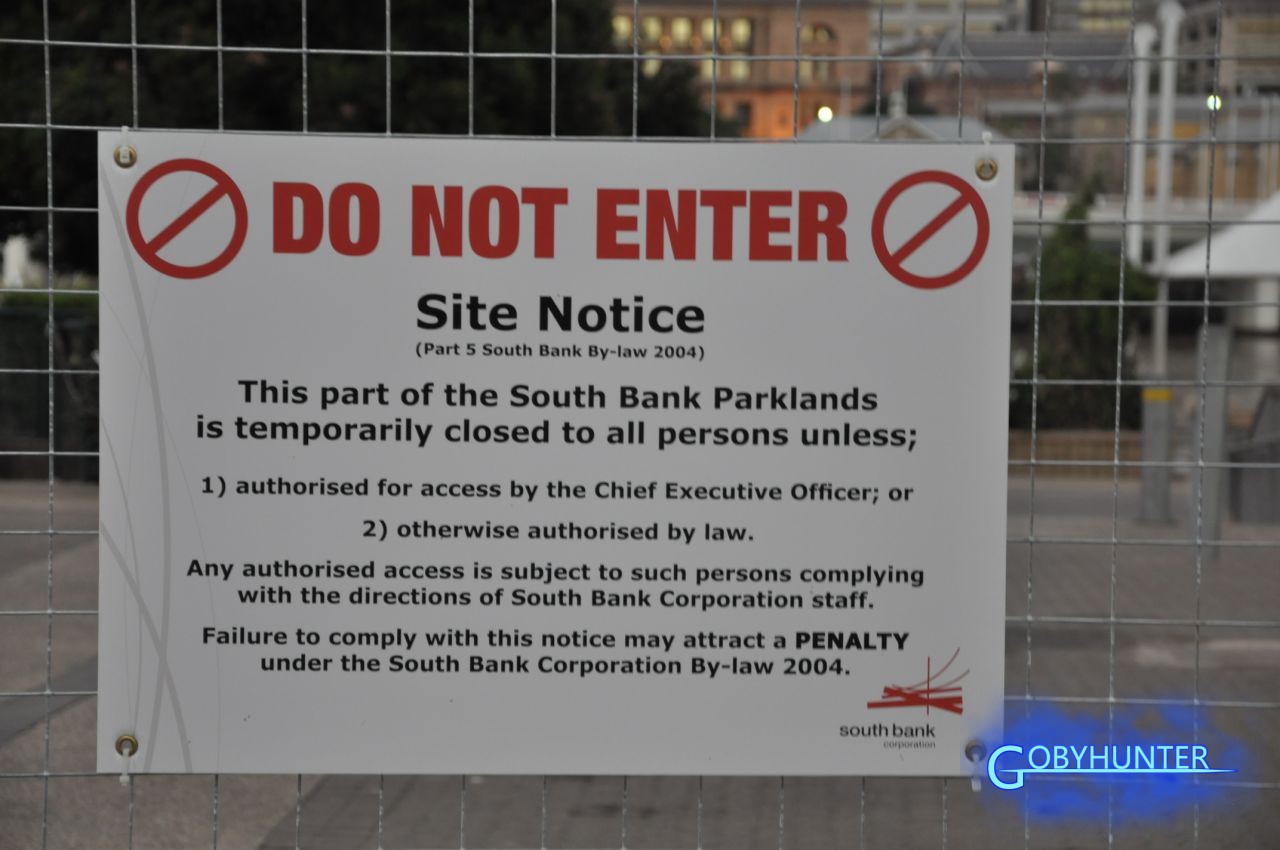 DO NOT ENTER
Site Notice
(Part 5 South Bank By-law 2004)
This part of the South Bank Parklands
is temporarily closed to all persons unless;
1) authorised for access by the Chief Executive Officer; or
2) otherwise authorised by law.
Any authorised access is subject to such persons complying
with the directions of South Bank Corporation staff.
Failure to comply with this notice may attract a PENALTY
under the South Bank Corporation By-law 2004.
south bank
corporation
GOBYHUNTER